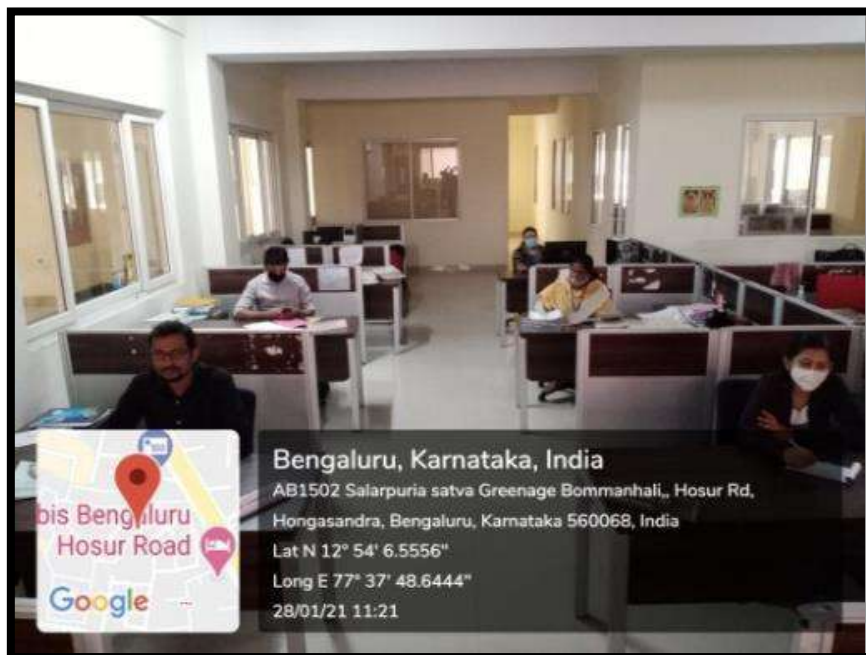 Bengaluru, Karnataka, India
AB1502 Salarpuria satva Greenage Bommanhali,, Hosur Rd,
Hongasandra, Bengaluru, Karnataka 560068, India
Lat N 12° 54' 6.5556"
Long E 77° 37' 48.6444"
28/01/21 11:21
bis Bengaluru
Hosur Road
Google